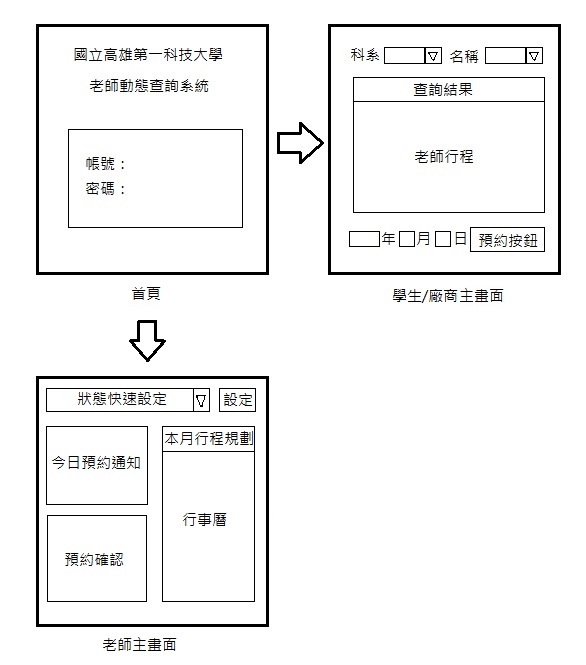 國立高雄第一科技大學
老師動態查詢系統
帳號：
密碼：
首頁
科系 名稱
查詢結果
老師行程
年 月 日 預約按鈕
學生/廠商主畫面
狀態快速設定 設定
今日預約通知
預約確認
本月行程規劃
行事曆
老師主畫面